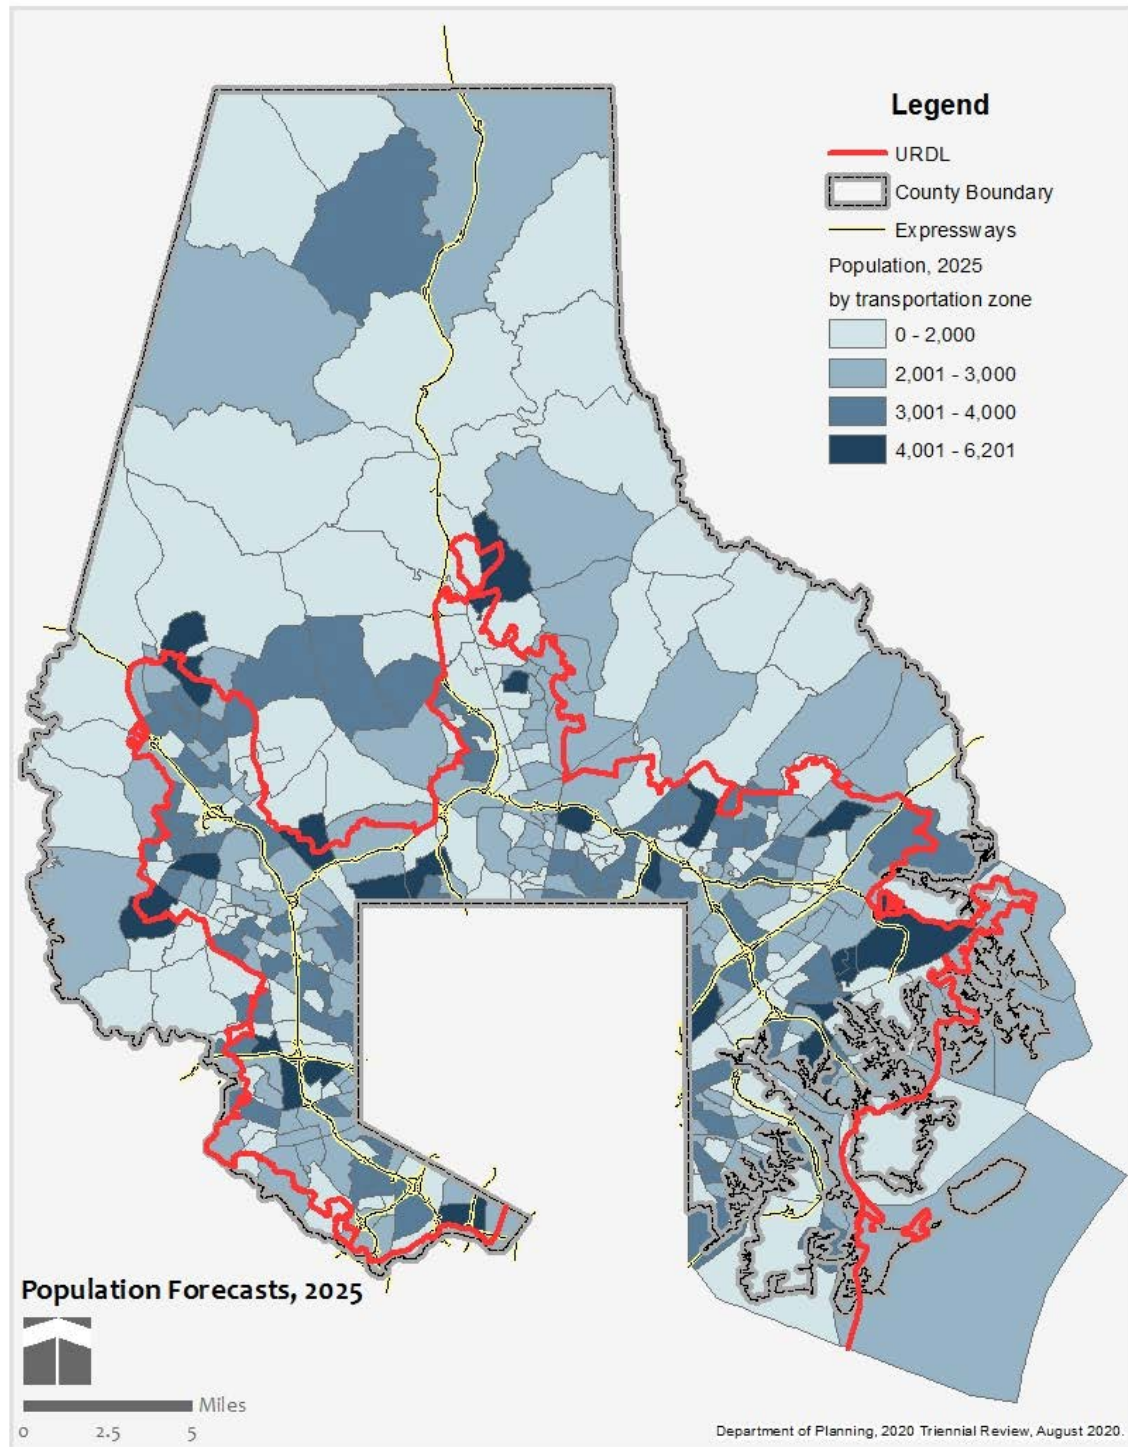 Legend
URDL
County Boundary
Expressways
Population, 2025
by transportation zone
0 - 2,000
2,001 - 3,000
3,001 - 4,000
4,001 - 6,201
Population Forecasts, 2025
Miles
0 2.5 5
Department of Planning, 2020 Triennial Review, August 2020.